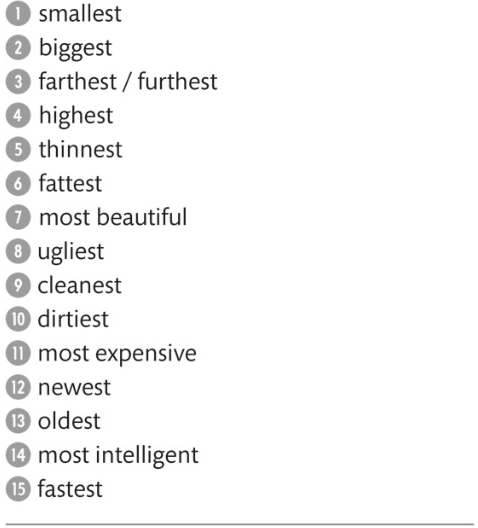 1 smallest
2 biggest
3 farthest / furthest
4 highest
5 thinnest
6 fattest
7 most beautiful
8 ugliest
9 cleanest
10 dirtiest
11 most expensive
12 newest
13 oldest
14 most intelligent
15 fastest